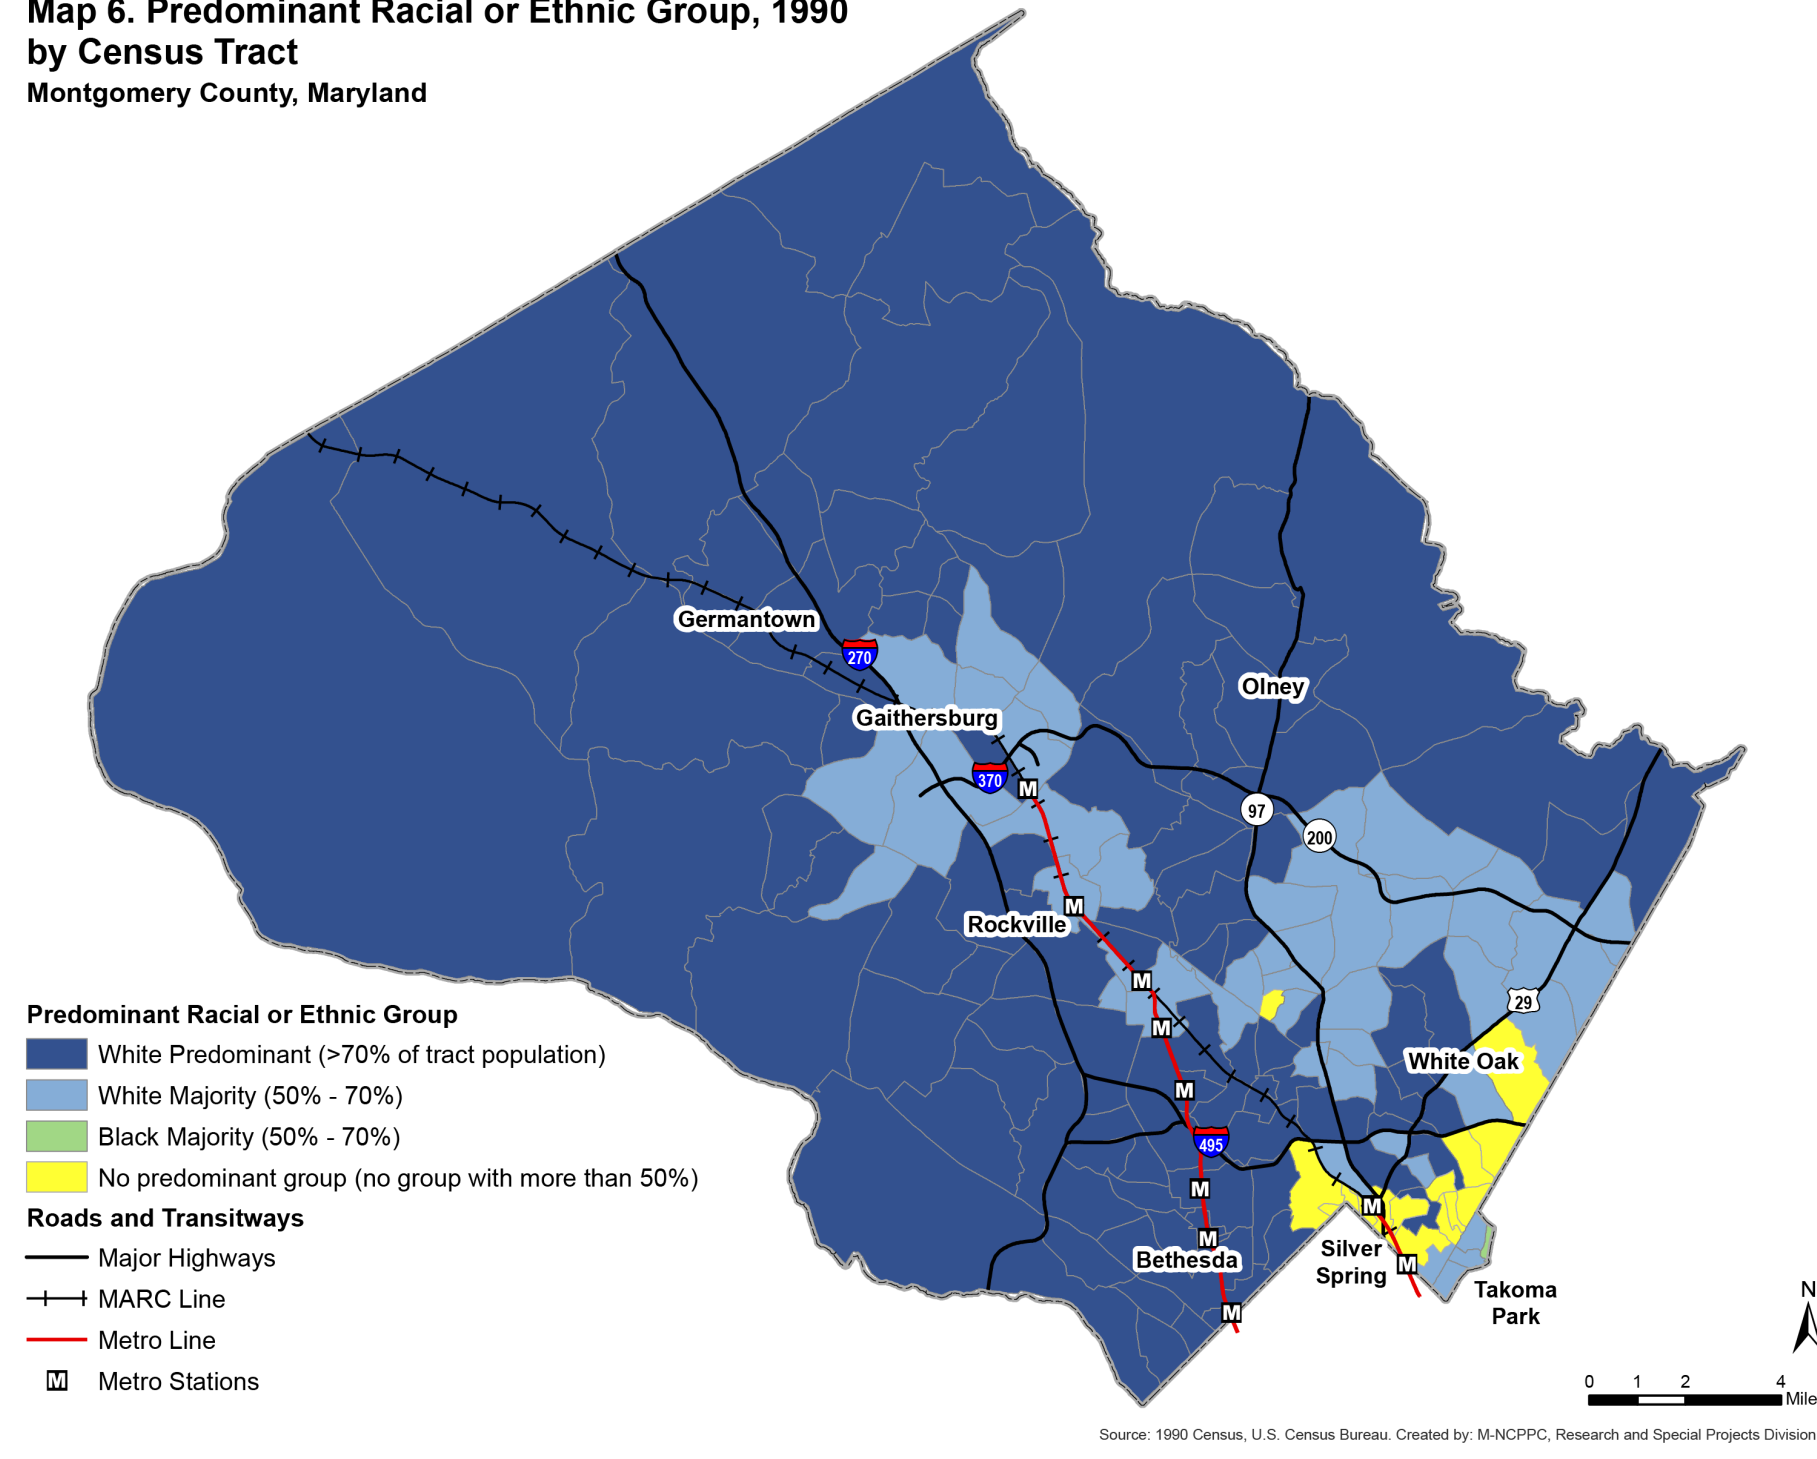 Map 6. Predominant Racial or Ethnic Group, 1990
by Census Tract
Montgomery County, Maryland
Germantown
270
Gaithersburg
Olney
370
M
97
200
M
Rockville
M
29
M
White Oak
M
495
M
M
M
Bethesda
Silver
Spring
M
Takoma
Park
M
Predominant Racial or Ethnic Group
White Predominant (>70% of tract population)
White Majority (50% - 70%)
Black Majority (50% - 70%)
No predominant group (no group with more than 50%)
Roads and Transitways
Major Highways
MARC Line
Metro Line
M Metro Stations
N
0 1 2 4
Mile
Source: 1990 Census, U.S. Census Bureau. Created by: M-NCPPC, Research and Special Projects Division